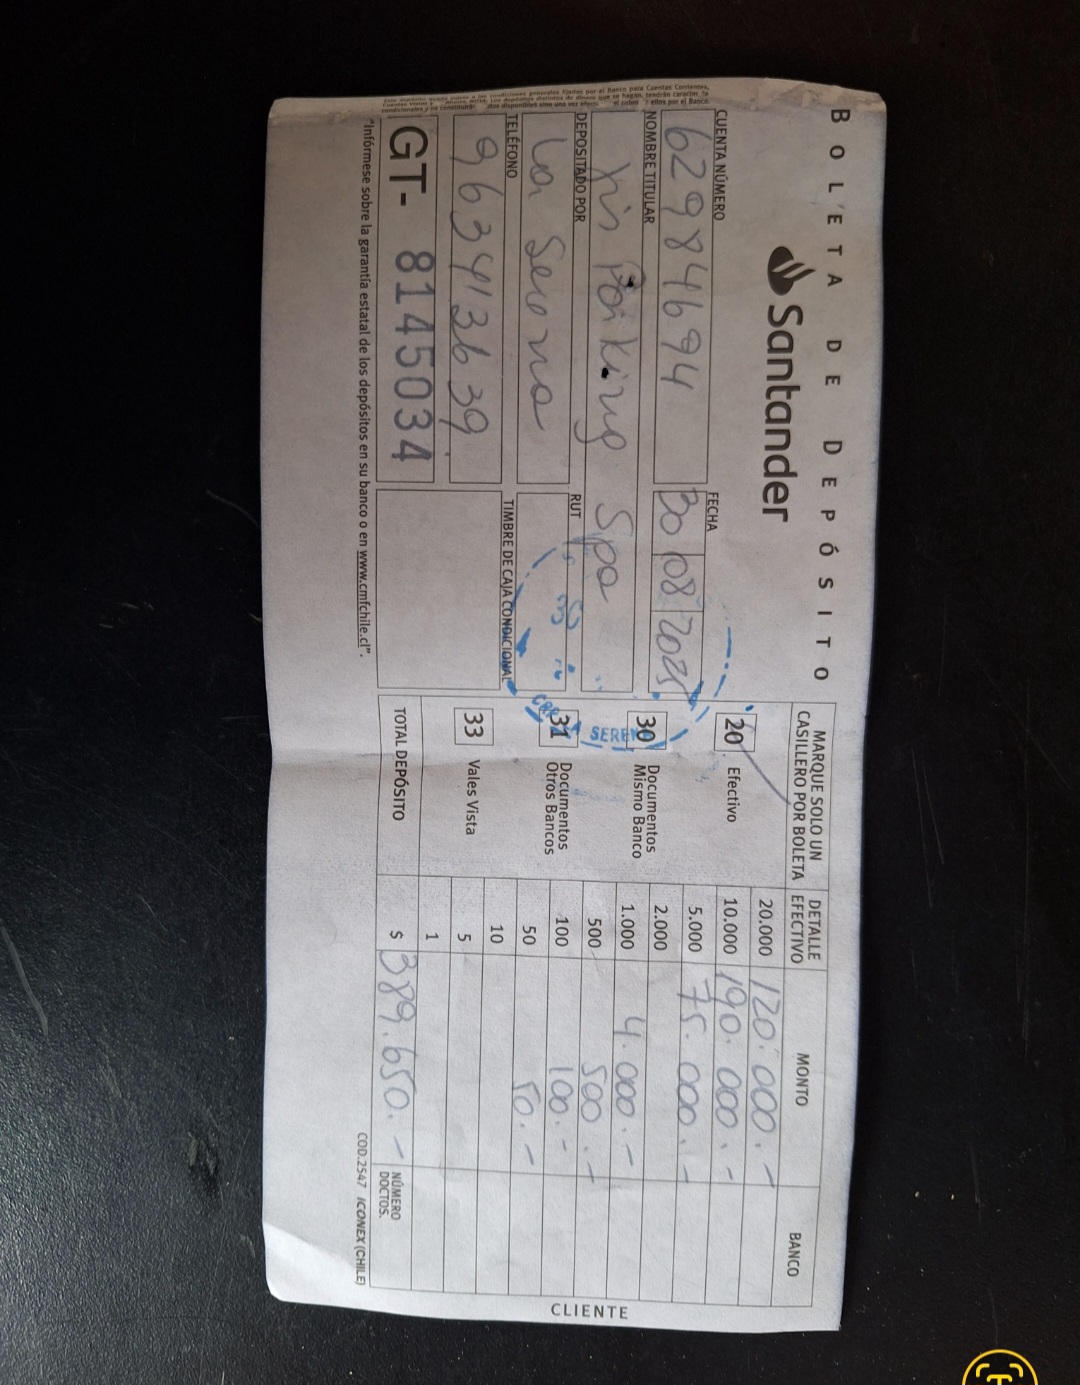 BOLETA DE DEPÓSITO
Santander
CUENTA NÚMERO
629846694
FECHA
30 08 2025
NOMBRE TITULAR
Parking Spa
DEPOSITADO POR
La Serena
RUT
TELÉFONO
963413639
TIMBRE DE CAJA CONDICIONAL
GT- 8145034
"Infórmese sobre la garantía estatal de los depósitos en su banco o en www.cmfchile.cl".
MARQUE SOLO UN
CASILLERO POR BOLETA
20 Efectivo
30 Documentos
Mismo Banco
31 Documentos
Otros Bancos
33 Vales Vista
DETALLE
EFECTIVO
MONTO
BANCO
20.000 120.000.-
10.000 190.000.-
5.000 75.000.-
2.000
1.000 4.000.-
500 500.-
100 100.-
50 50.-
10
5
1
TOTAL DEPÓSITO $ 389.650.-
NÚMERO
DOCTOS.
COD.2547 ICONEX (CHILE)
CLIENTE